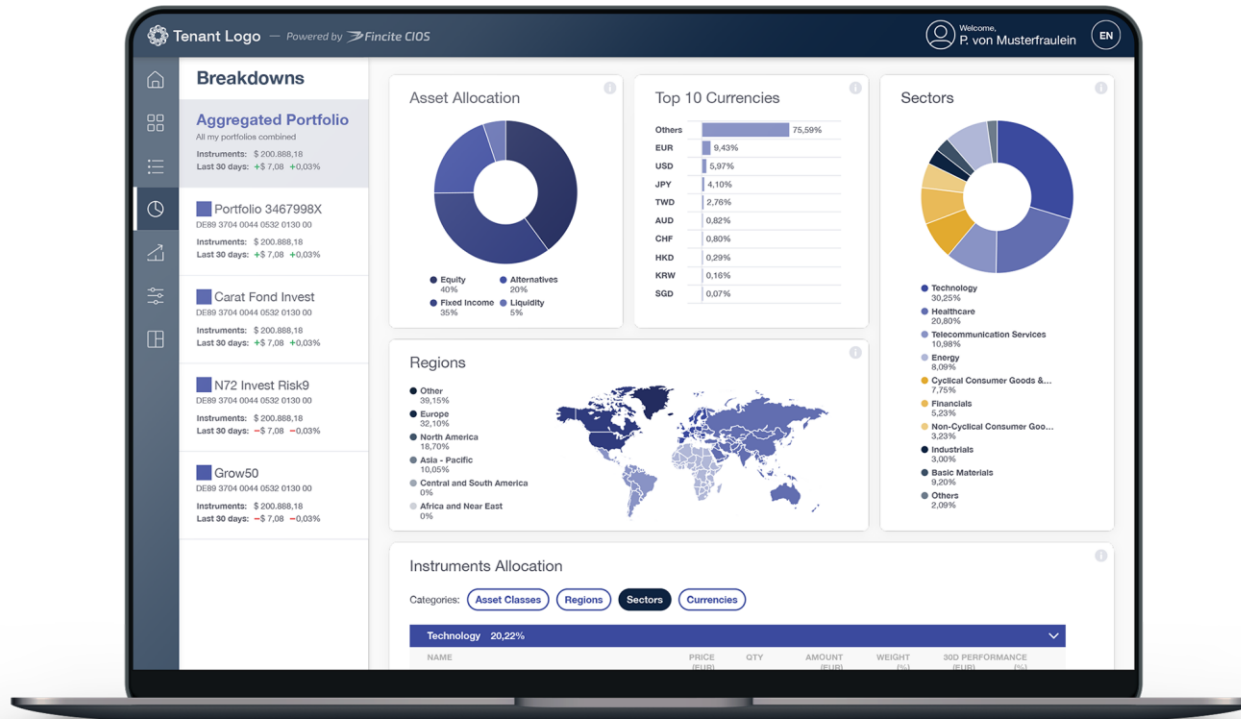 Tenant Logo — Powered by Fincite CIOS
Welcome,
P. von Musterfraulein
EN
Breakdowns
Aggregated Portfolio
All my portfolios combined
Instruments: $ 200.888,18
Last 30 days: +$ 7,08 +0,03%
Portfolio 3467998X
DE89 3704 0044 0532 0130 00
Instruments: $ 200.888,18
Last 30 days: +$ 7,08 +0,03%
Carat Fond Invest
DE89 3704 0044 0532 0130 00
Instruments: $ 200.888,18
Last 30 days: +$ 7,08 +0,03%
N72 Invest Risk9
DE89 3704 0044 0532 0130 00
Instruments: $ 200.888,18
Last 30 days: −$ 7,08 −0,03%
Grow50
DE89 3704 0044 0532 0130 00
Instruments: $ 200.888,18
Last 30 days: −$ 7,08 −0,03%
Asset Allocation
Equity
40%
Alternatives
20%
Fixed Income
35%
Liquidity
5%
Top 10 Currencies
Others 75,59%
EUR 9,43%
USD 5,97%
JPY 4,10%
TWD 2,76%
AUD 0,82%
CHF 0,80%
HKD 0,29%
KRW 0,16%
SGD 0,07%
Sectors
Technology
30,25%
Healthcare
20,80%
Telecommunication Services
10,98%
Energy
8,09%
Cyclical Consumer Goods &...
7,75%
Financials
5,23%
Non-Cyclical Consumer Goo...
3,23%
Industrials
3,00%
Basic Materials
9,20%
Others
2,09%
Regions
Other
39,15%
Europe
32,10%
North America
18,70%
Asia - Pacific
10,05%
Central and South America
0%
Africa and Near East
0%
Instruments Allocation
Categories: Asset Classes Regions Sectors Currencies
Technology 20,22%
NAME PRICE QTY AMOUNT WEIGHT 30D PERFORMANCE
(EUR) (EUR) (%) (EUR) (%)